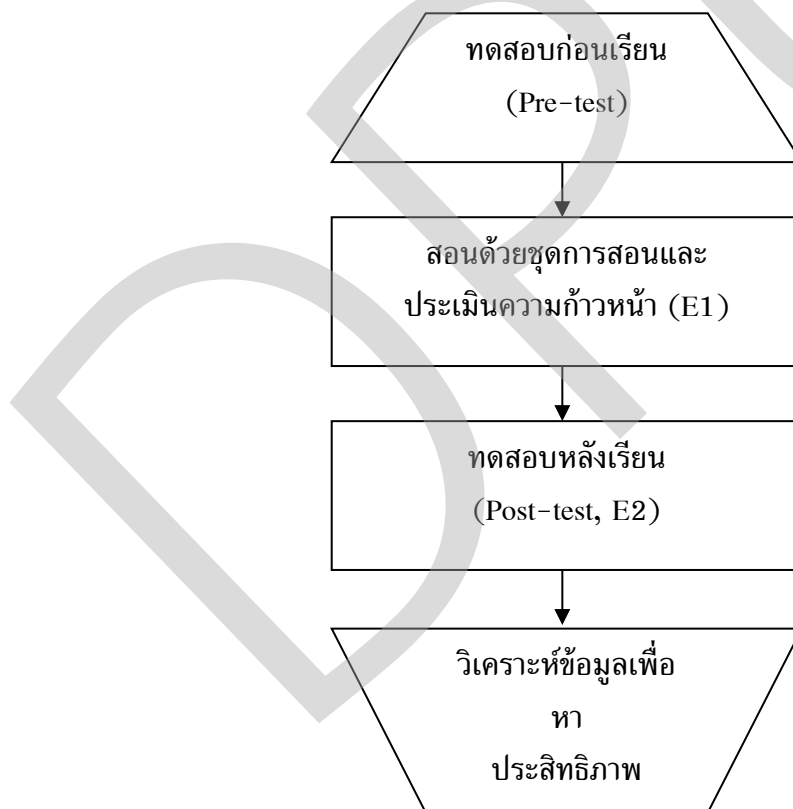 ทดสอบก่อนเรียน
(Pre-test)
สอนด้วยชุดการสอนและ
ประเมินความก้าวหน้า (E1)
ทดสอบหลังเรียน
(Post-test, E2)
วิเคราะห์ข้อมูลเพื่อ
หา
ประสิทธิภาพ